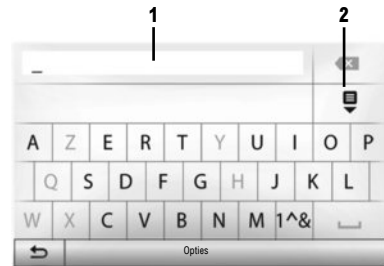 1 2
_
A Z E R T Y U I O P
Q S D F G H J K L
W X C V B N M 1^&
Opties